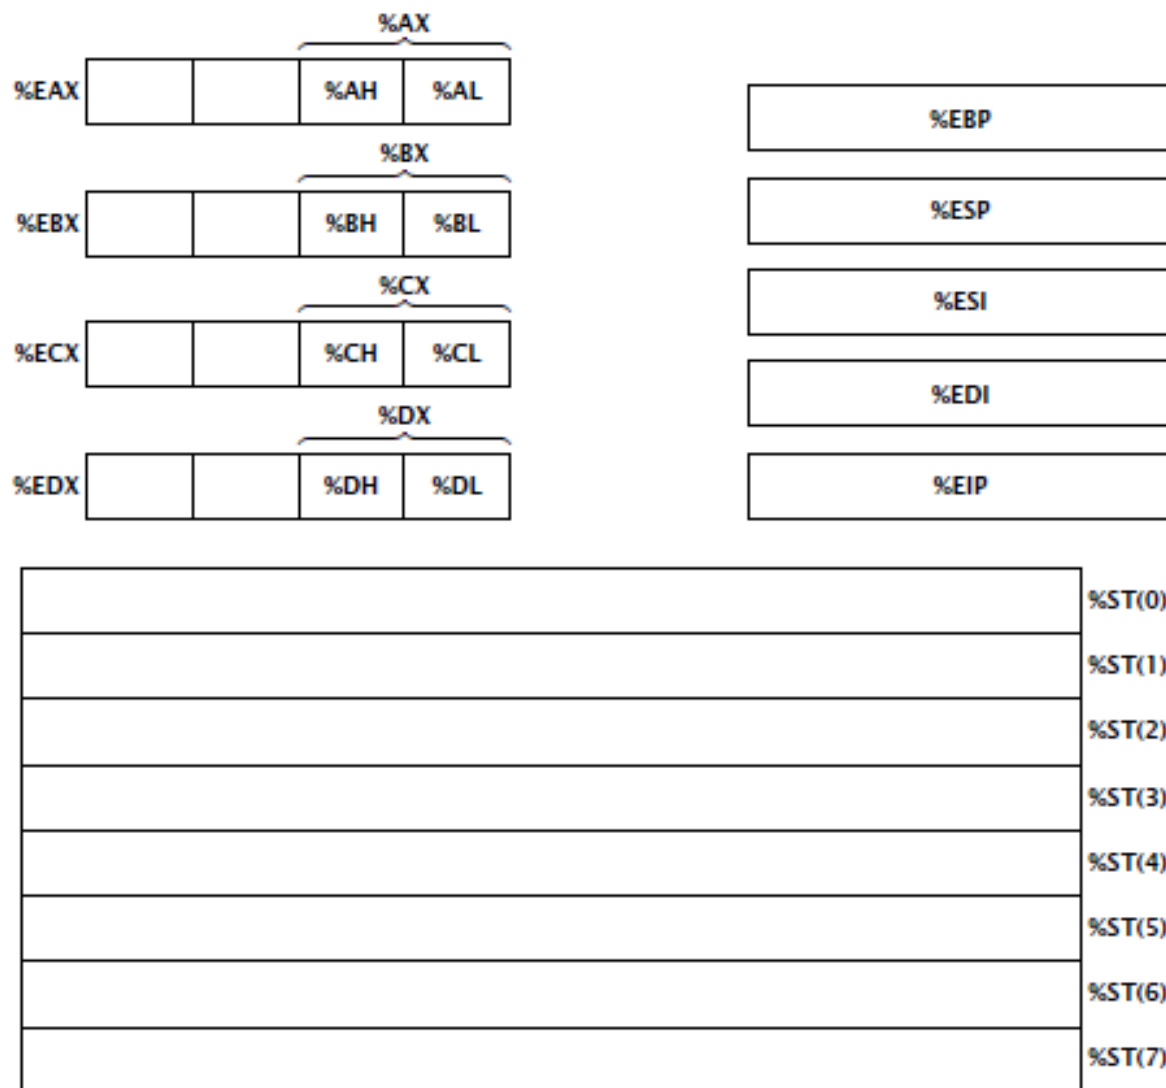 %AX
%EAX %AH %AL
%EBP
%BX
%EBX %BH %BL
%ESP
%CX
%ESI
%ECX %CH %CL
%EDI
%DX
%EDX %DH %DL
%EIP
%ST(0)
%ST(1)
%ST(2)
%ST(3)
%ST(4)
%ST(5)
%ST(6)
%ST(7)